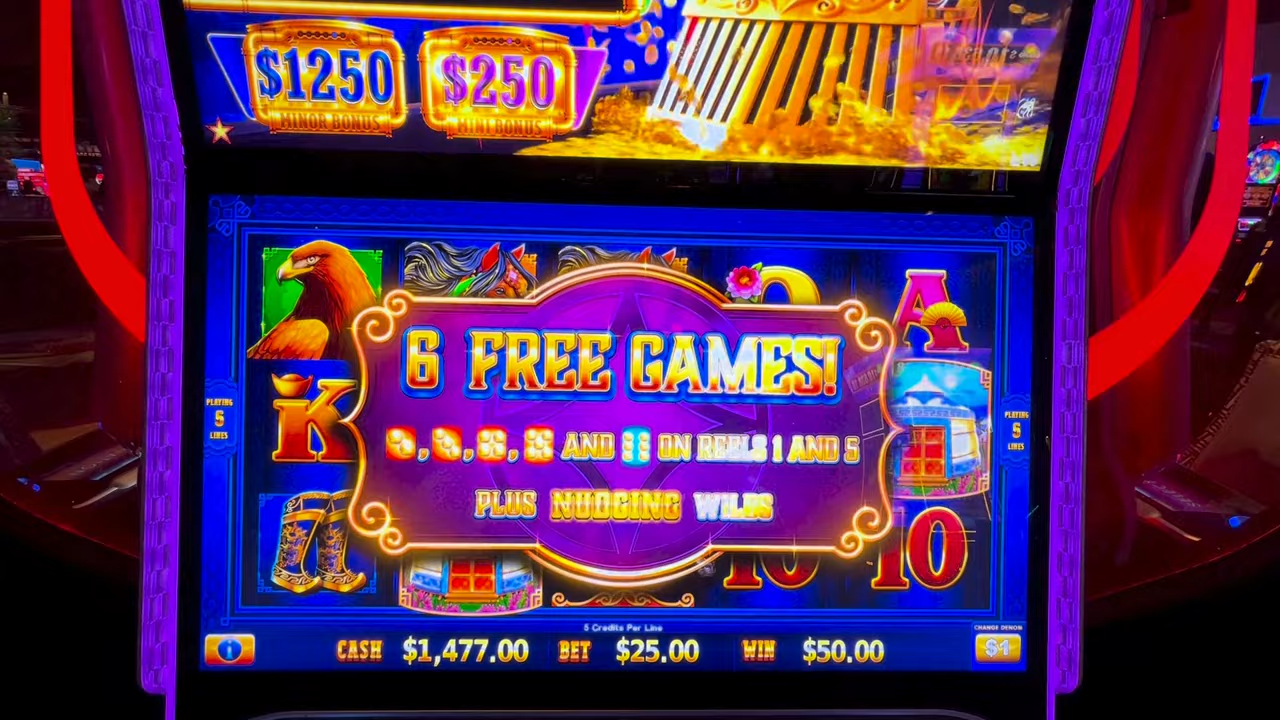 $1250
$250
MINOR BONUS
MINI BONUS
A
6 FREE GAMES!
K
PLAYING
5
LINES
PLAYING
5
LINES
AND
ON REELS 1 AND 5
PLUS NUDGING WILDS
10
10
5 Credits Per Line
CASH $1,477.00 BET $25.00 WIN $50.00
CHANGE DENOM
$1